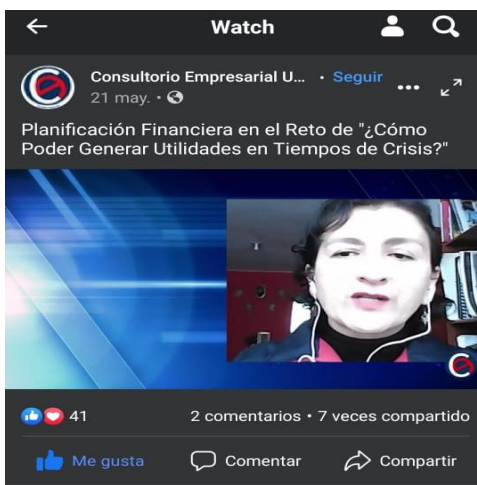 Watch
Consultorio Empresarial U... · Seguir
21 may. ·
Planificación Financiera en el Reto de "¿Cómo
Poder Generar Utilidades en Tiempos de Crisis?"
41
2 comentarios · 7 veces compartido
Me gusta
Comentar
Compartir